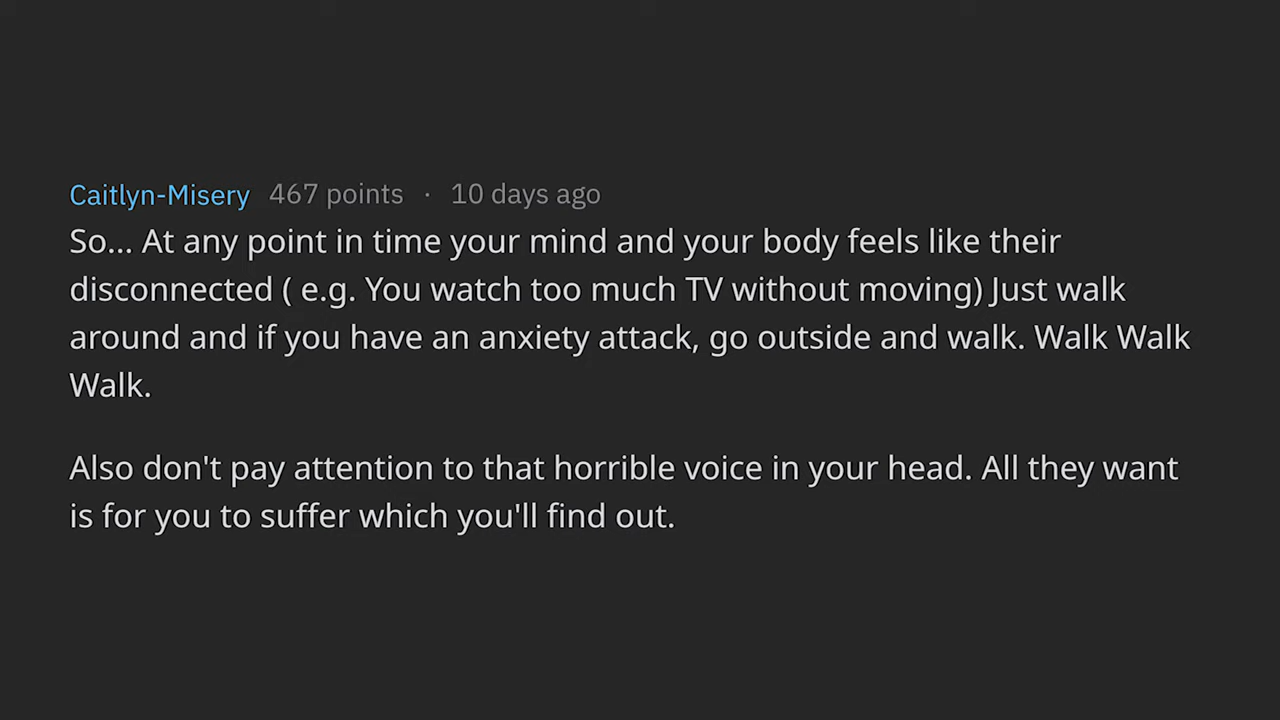 Caitlyn-Misery 467 points · 10 days ago
So... At any point in time your mind and your body feels like their
disconnected ( e.g. You watch too much TV without moving) Just walk
around and if you have an anxiety attack, go outside and walk. Walk Walk
Walk.
Also don't pay attention to that horrible voice in your head. All they want
is for you to suffer which you'll find out.